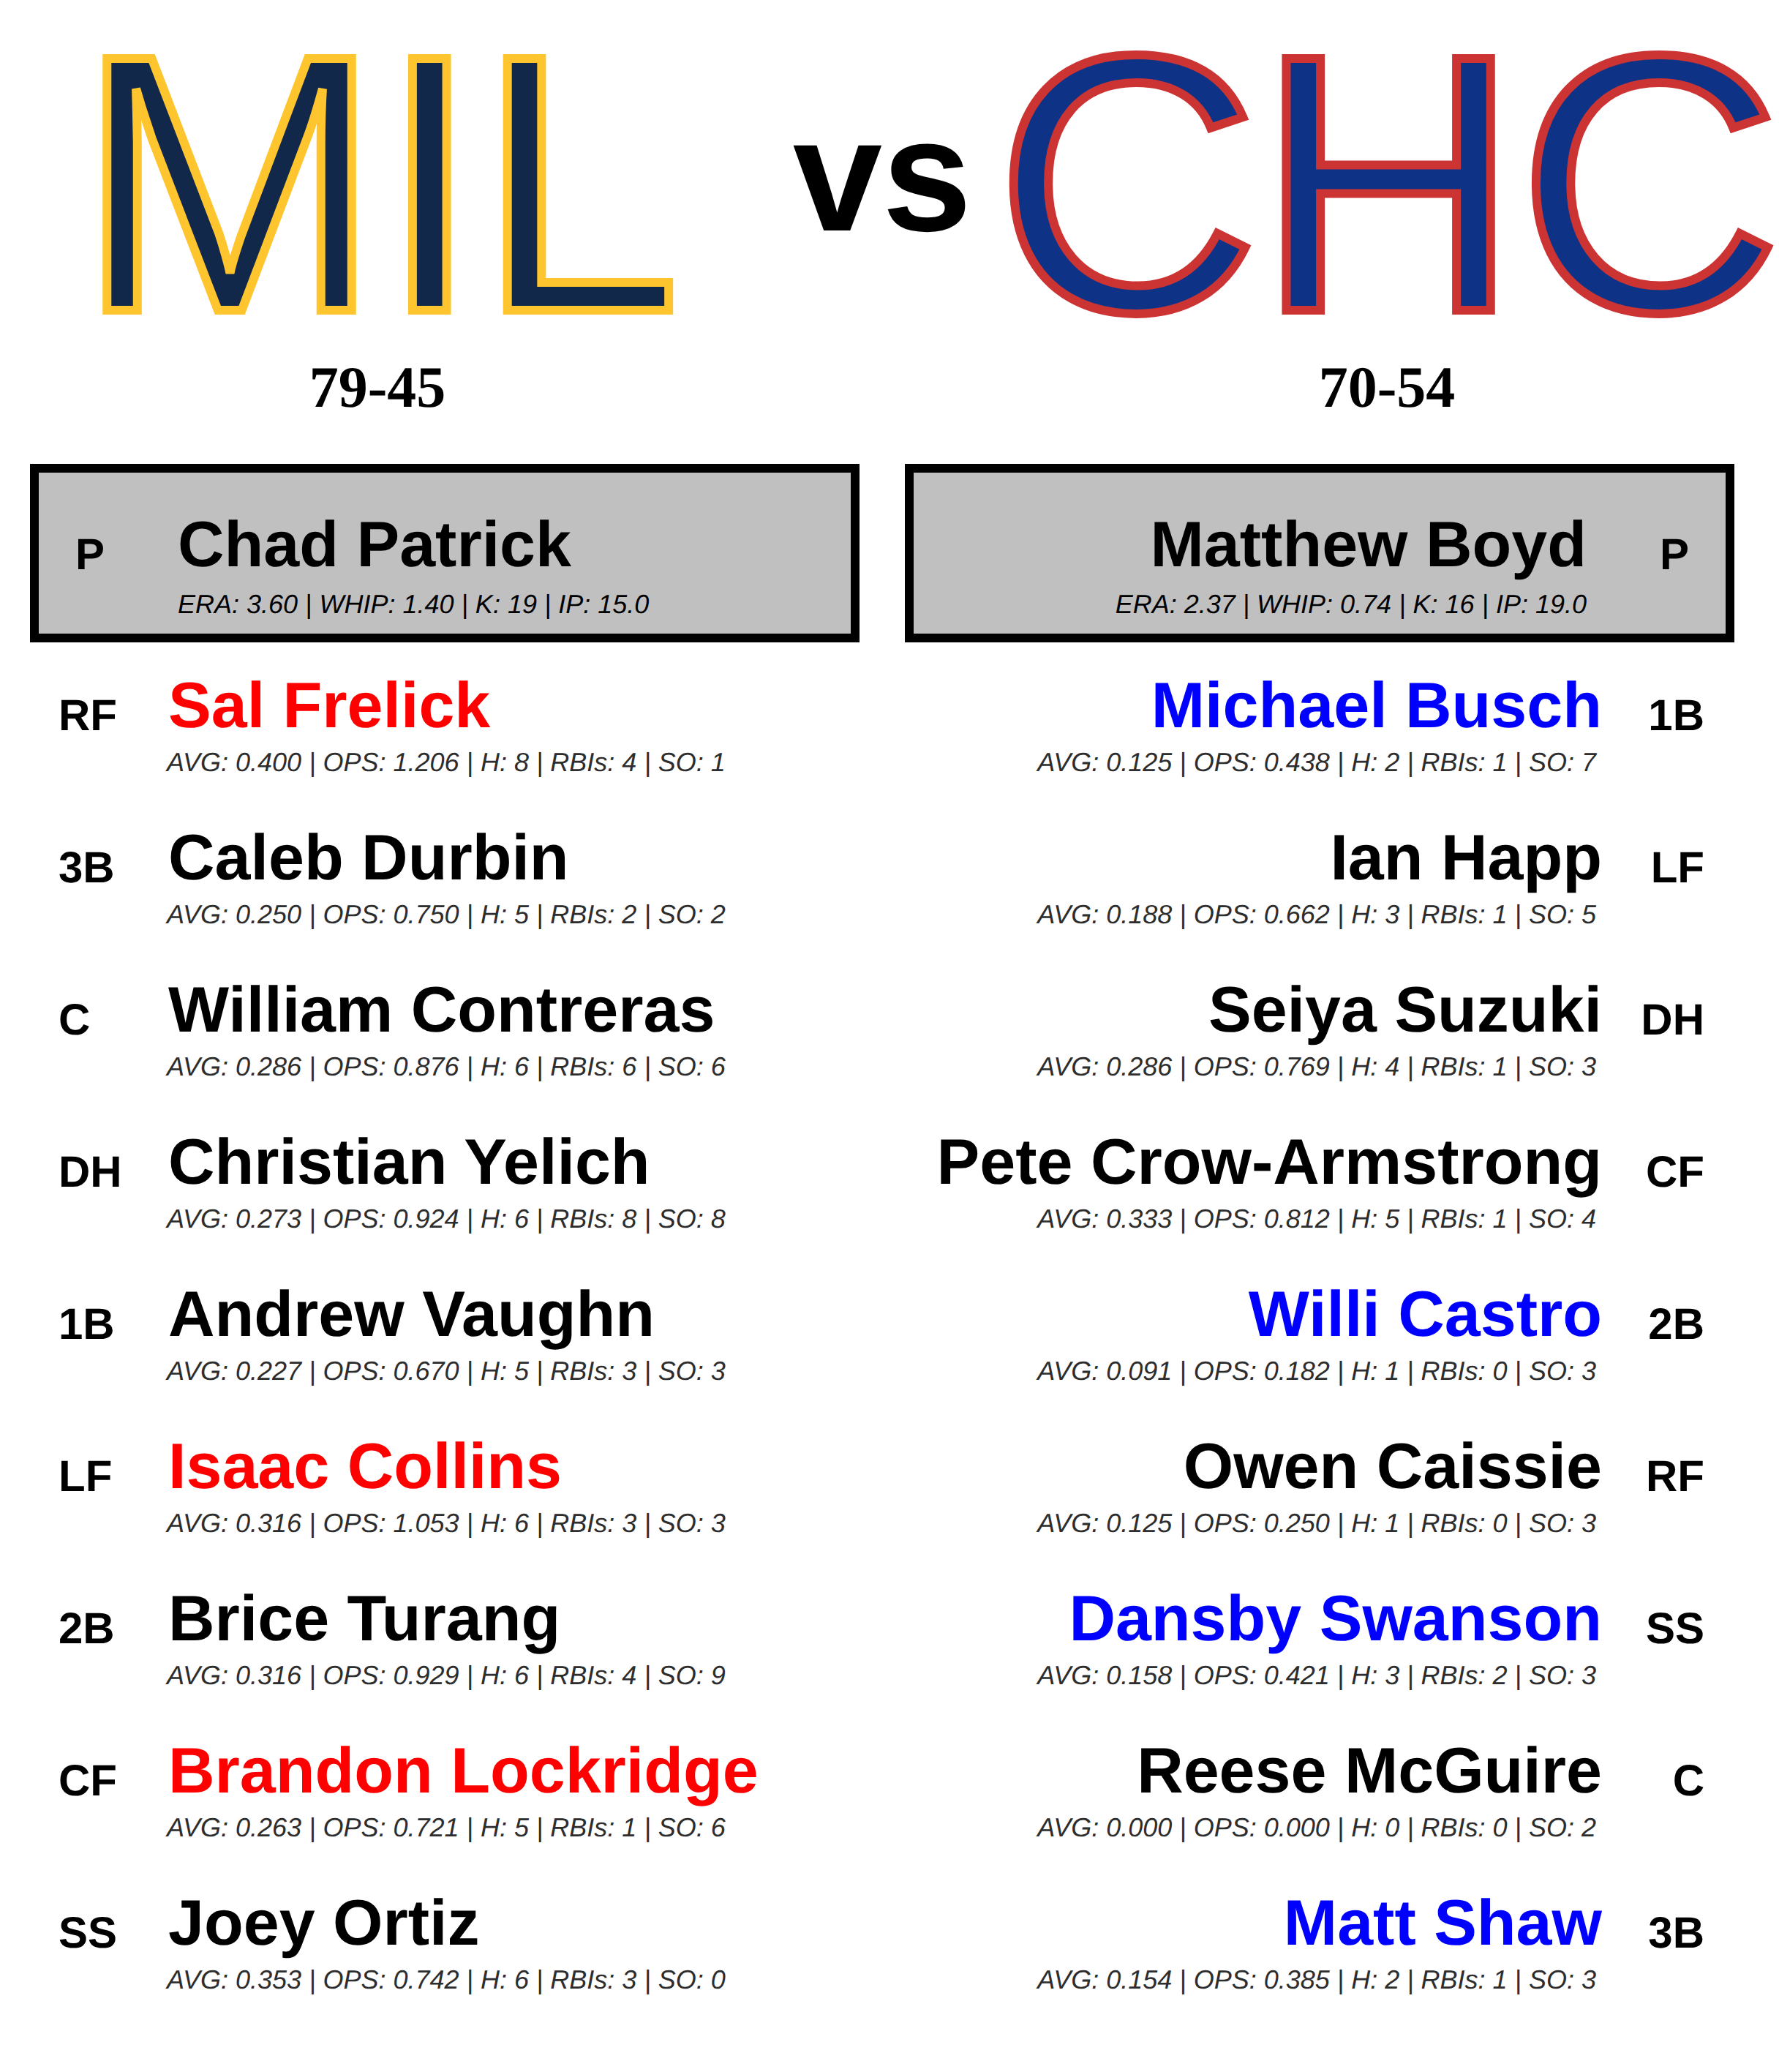 MIL vs CHC
79-45 70-54
P Chad Patrick
ERA: 3.60 | WHIP: 1.40 | K: 19 | IP: 15.0
Matthew Boyd P
ERA: 2.37 | WHIP: 0.74 | K: 16 | IP: 19.0
RF Sal Frelick
AVG: 0.400 | OPS: 1.206 | H: 8 | RBIs: 4 | SO: 1
3B Caleb Durbin
AVG: 0.250 | OPS: 0.750 | H: 5 | RBIs: 2 | SO: 2
C William Contreras
AVG: 0.286 | OPS: 0.876 | H: 6 | RBIs: 6 | SO: 6
DH Christian Yelich
AVG: 0.273 | OPS: 0.924 | H: 6 | RBIs: 8 | SO: 8
1B Andrew Vaughn
AVG: 0.227 | OPS: 0.670 | H: 5 | RBIs: 3 | SO: 3
LF Isaac Collins
AVG: 0.316 | OPS: 1.053 | H: 6 | RBIs: 3 | SO: 3
2B Brice Turang
AVG: 0.316 | OPS: 0.929 | H: 6 | RBIs: 4 | SO: 9
CF Brandon Lockridge
AVG: 0.263 | OPS: 0.721 | H: 5 | RBIs: 1 | SO: 6
SS Joey Ortiz
AVG: 0.353 | OPS: 0.742 | H: 6 | RBIs: 3 | SO: 0
Michael Busch 1B
AVG: 0.125 | OPS: 0.438 | H: 2 | RBIs: 1 | SO: 7
Ian Happ LF
AVG: 0.188 | OPS: 0.662 | H: 3 | RBIs: 1 | SO: 5
Seiya Suzuki DH
AVG: 0.286 | OPS: 0.769 | H: 4 | RBIs: 1 | SO: 3
Pete Crow-Armstrong CF
AVG: 0.333 | OPS: 0.812 | H: 5 | RBIs: 1 | SO: 4
Willi Castro 2B
AVG: 0.091 | OPS: 0.182 | H: 1 | RBIs: 0 | SO: 3
Owen Caissie RF
AVG: 0.125 | OPS: 0.250 | H: 1 | RBIs: 0 | SO: 3
Dansby Swanson SS
AVG: 0.158 | OPS: 0.421 | H: 3 | RBIs: 2 | SO: 3
Reese McGuire C
AVG: 0.000 | OPS: 0.000 | H: 0 | RBIs: 0 | SO: 2
Matt Shaw 3B
AVG: 0.154 | OPS: 0.385 | H: 2 | RBIs: 1 | SO: 3